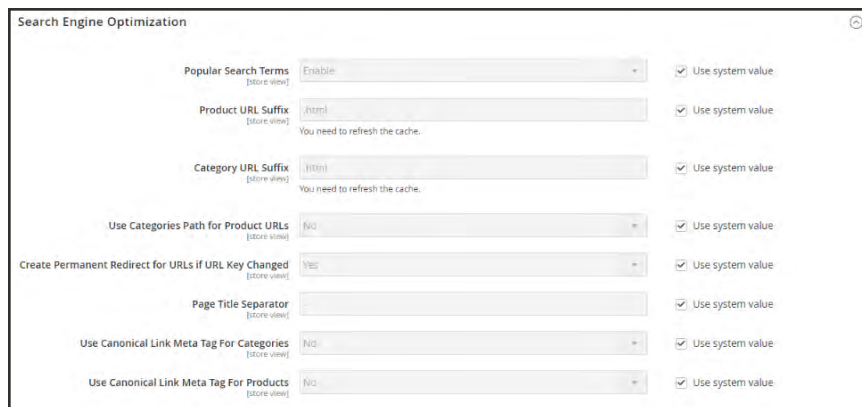 Search Engine Optimization
Popular Search Terms Enable Use system value
[store view]
Product URL Suffix .html Use system value
[store view]
You need to refresh the cache.
Category URL Suffix .html Use system value
[store view]
You need to refresh the cache.
Use Categories Path for Product URLs No Use system value
[store view]
Create Permanent Redirect for URLs if URL Key Changed Yes Use system value
[store view]
Page Title Separator - Use system value
[store view]
Use Canonical Link Meta Tag For Categories No Use system value
[store view]
Use Canonical Link Meta Tag For Products No Use system value
[store view]